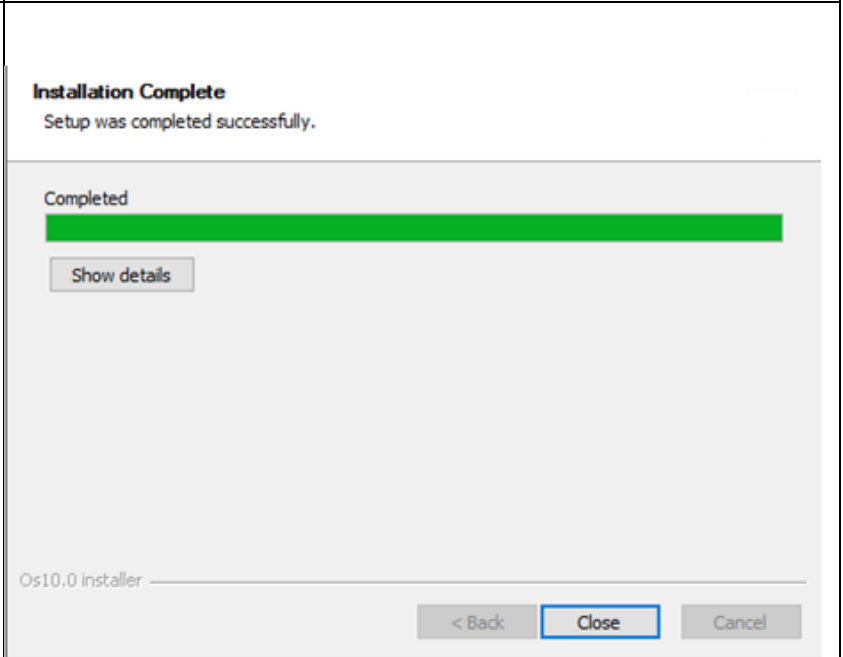 Installation Complete
Setup was completed successfully.
Completed
Show details
Os10.0 installer
< Back
Close
Cancel